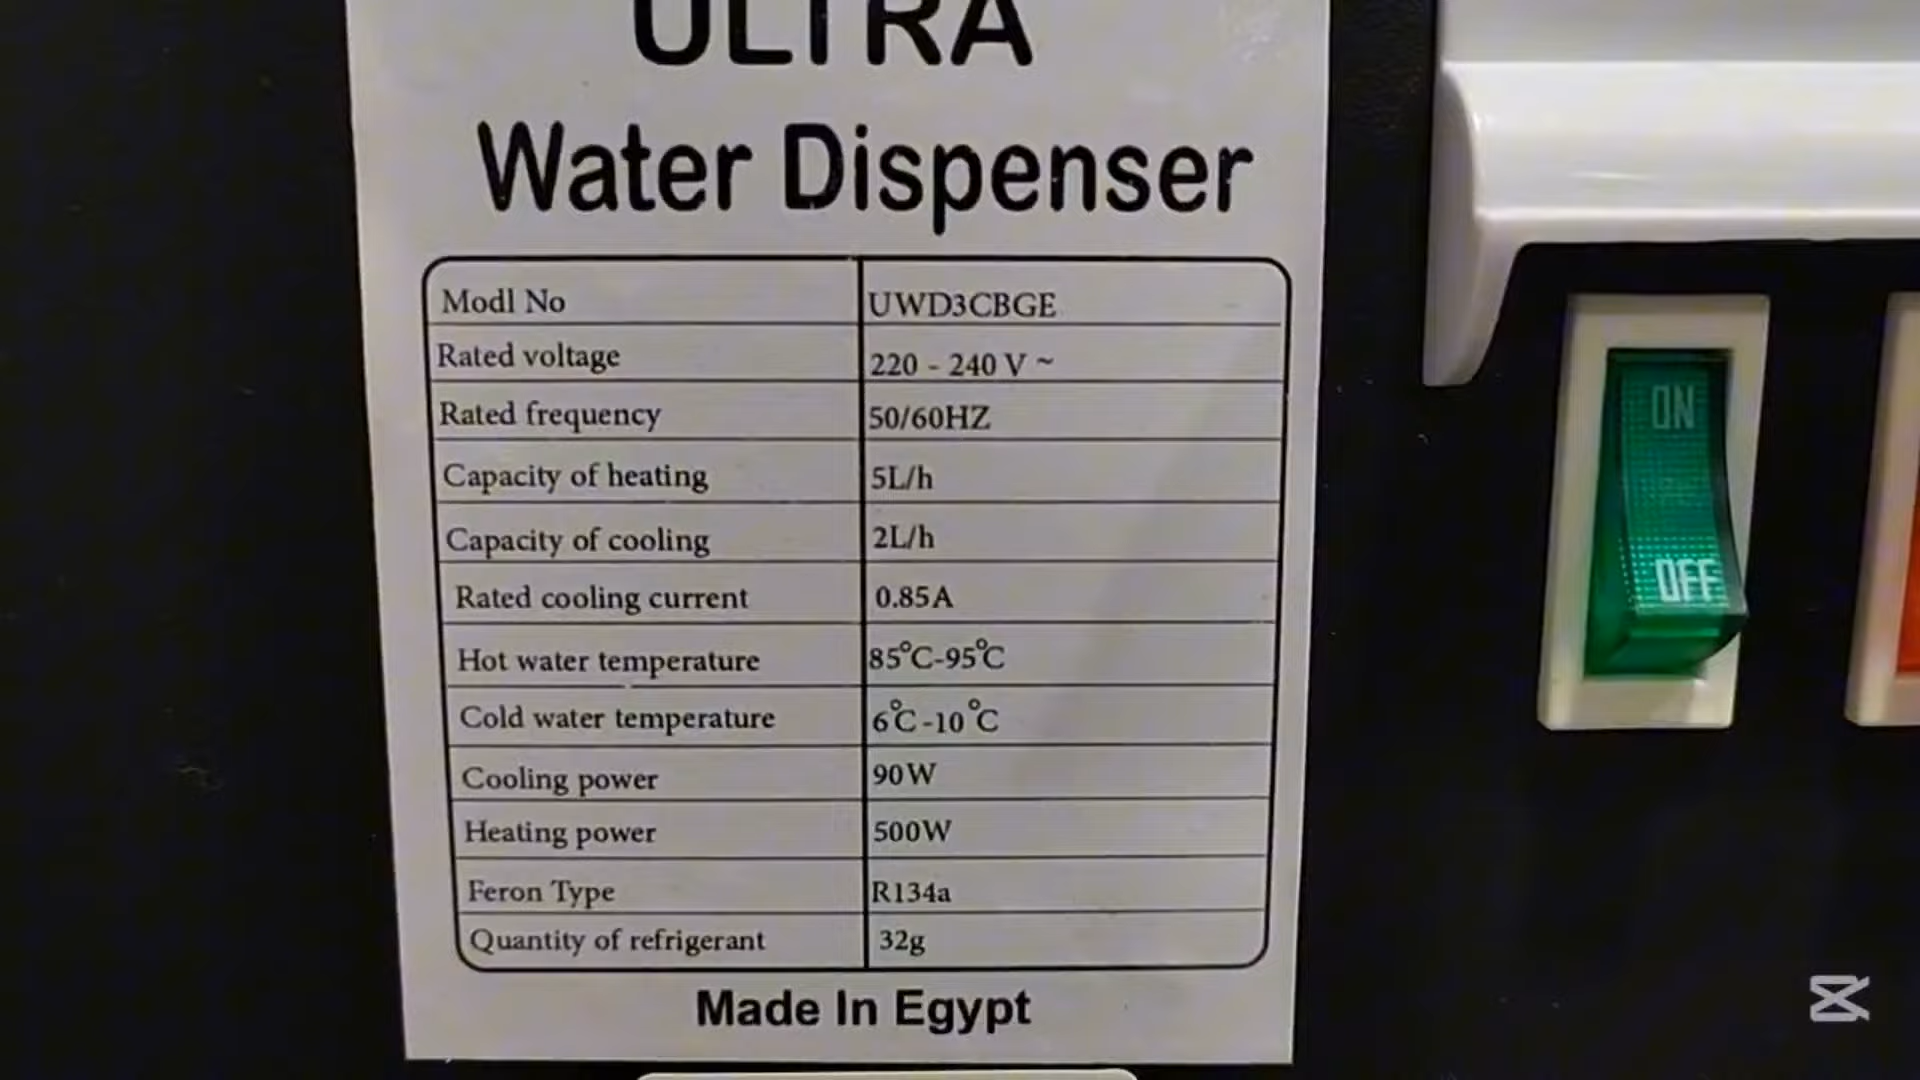 ULTRA
Water Dispenser
Modl No UWD3CBGE
Rated voltage 220 - 240 V ~
Rated frequency 50/60HZ
Capacity of heating 5L/h
Capacity of cooling 2L/h
Rated cooling current 0.85A
Hot water temperature 85°C-95°C
Cold water temperature 6°C-10°C
Cooling power 90W
Heating power 500W
Feron Type R134a
Quantity of refrigerant 32g
Made In Egypt
ON
OFF